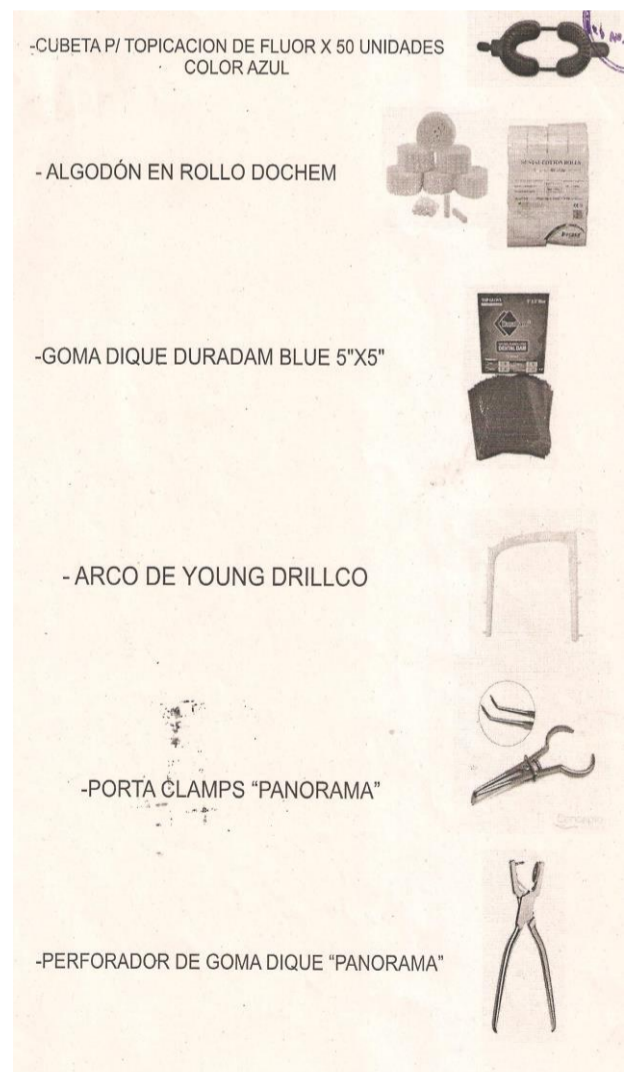 -CUBETA P/ TOPICACION DE FLUOR X 50 UNIDADES
COLOR AZUL
- ALGODÓN EN ROLLO DOCHEM
-GOMA DIQUE DURADAM BLUE 5"X5"
- ARCO DE YOUNG DRILLCO
-PORTA CLAMPS “PANORAMA”
-PERFORADOR DE GOMA DIQUE “PANORAMA”